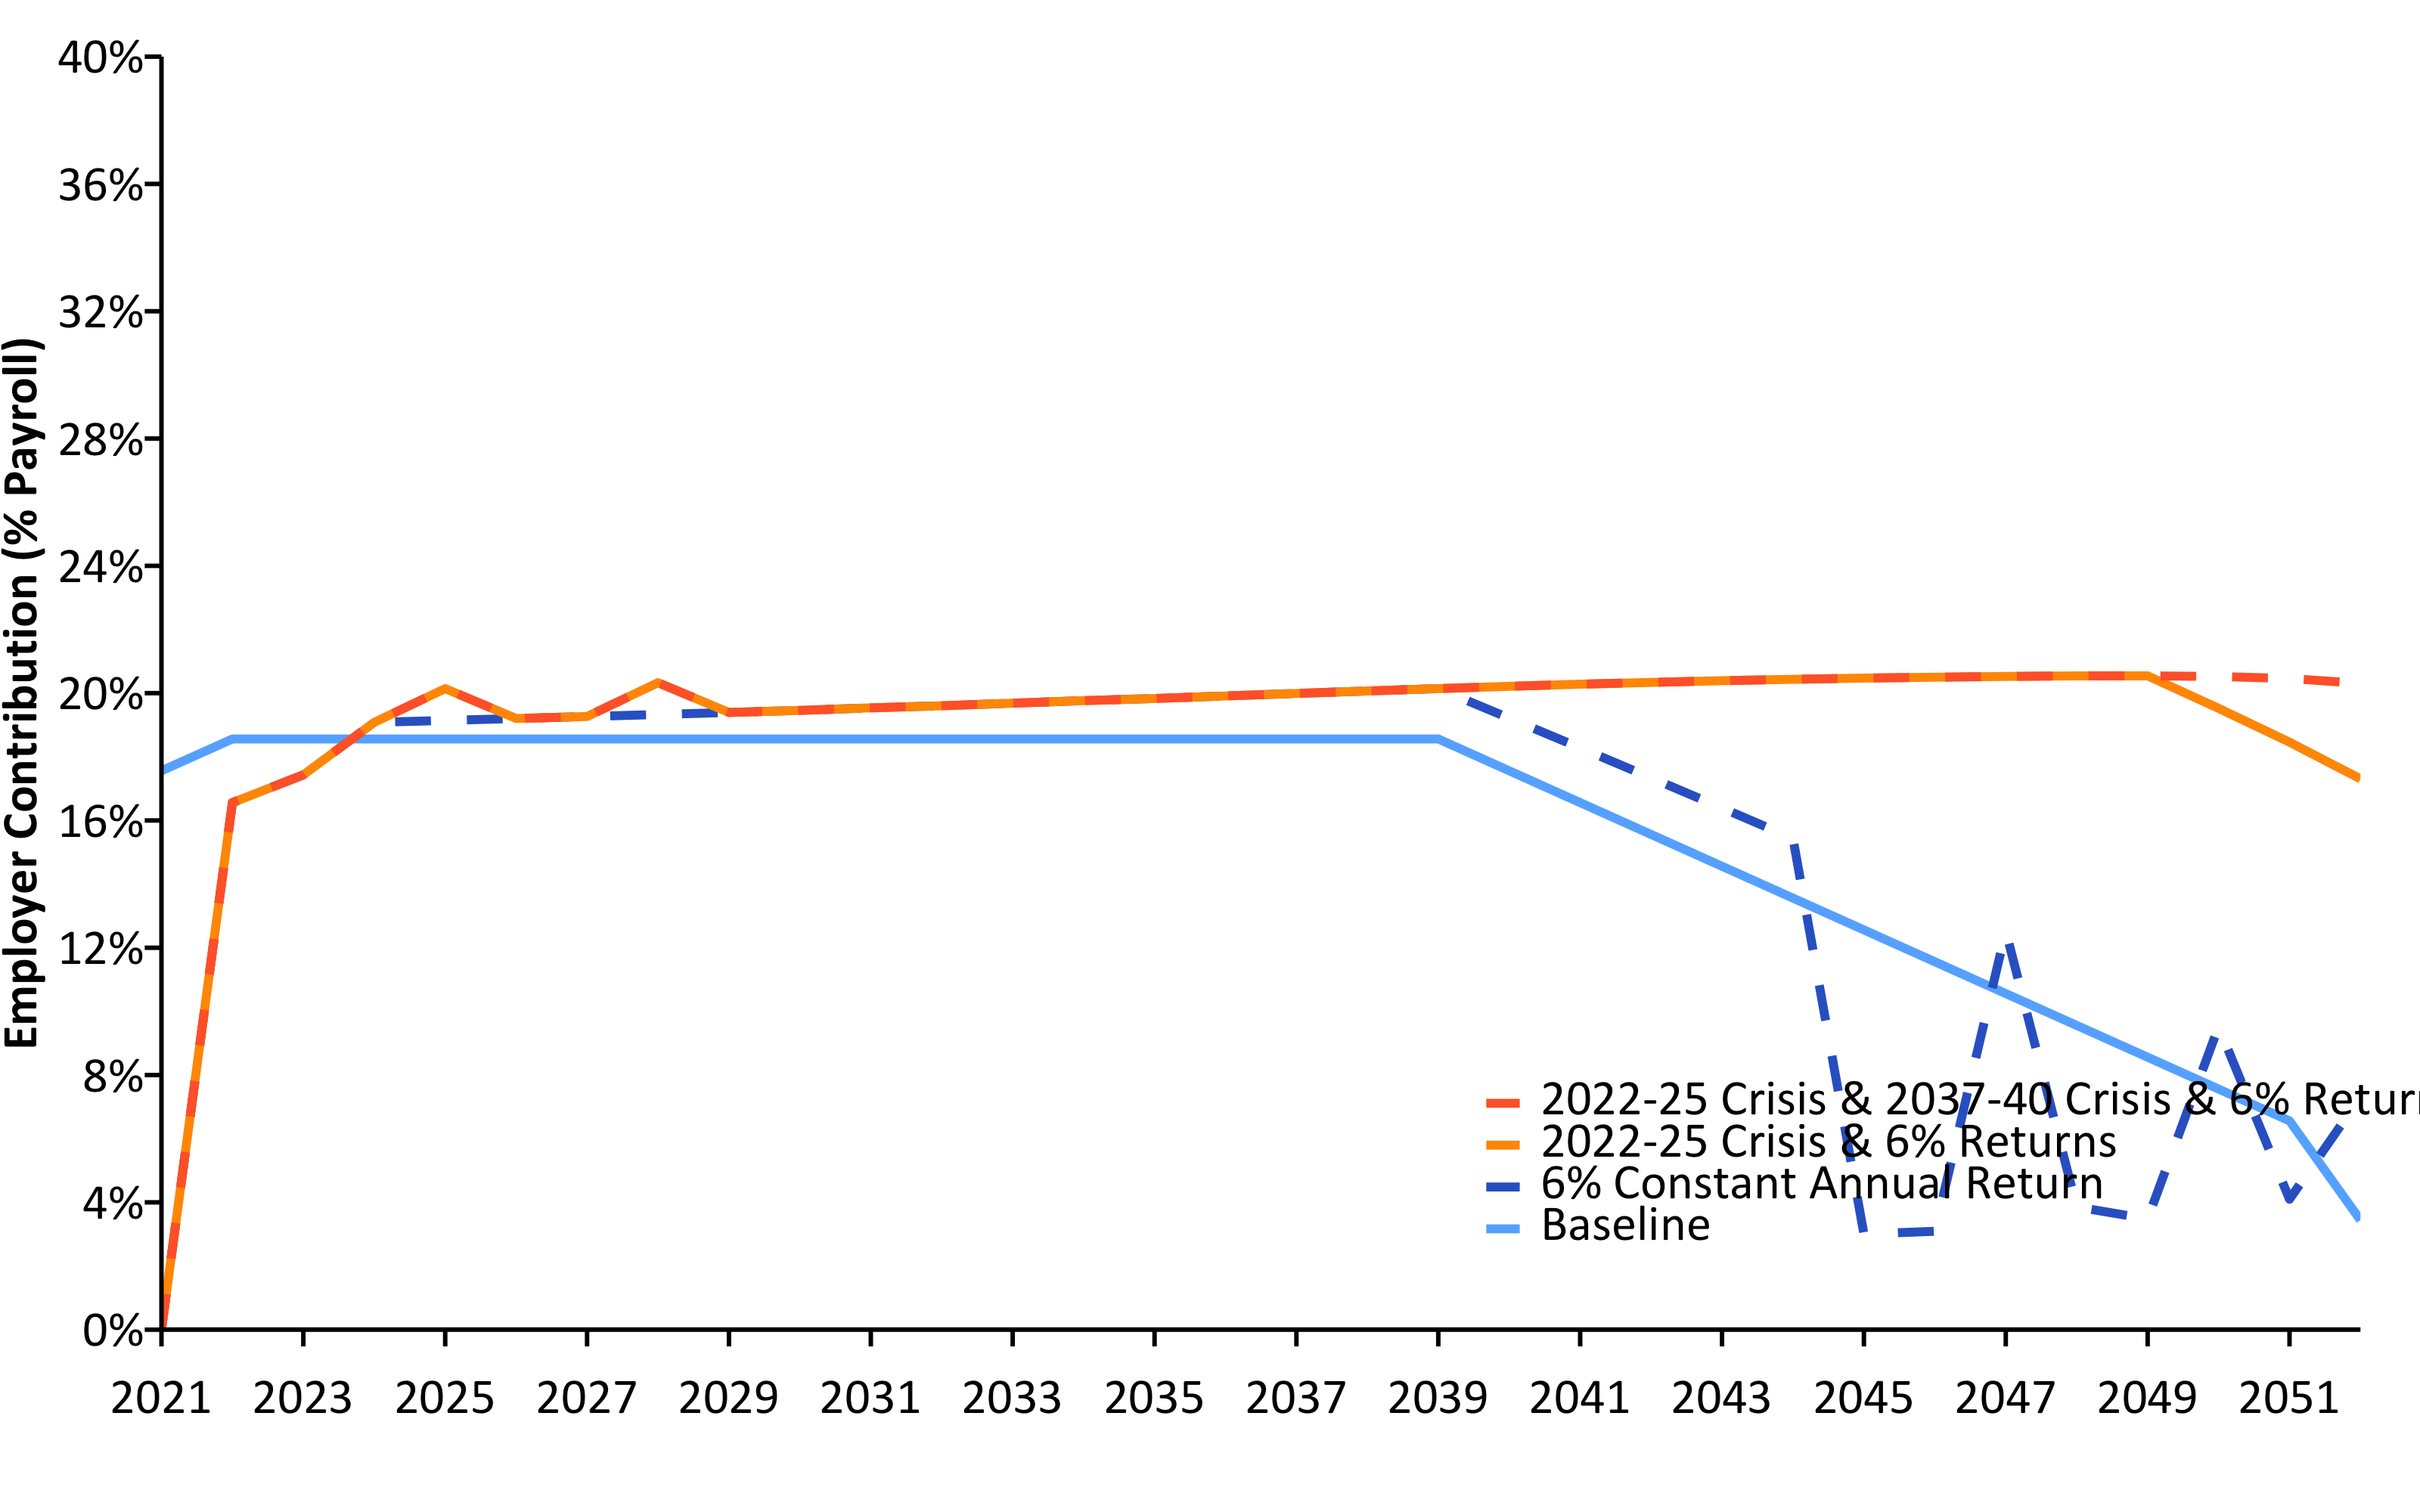 40%
36%
32%
28%
24%
20%
16%
12%
8%
4%
0%
Employer Contribution (% Payroll)
2022-25 Crisis & 2037-40 Crisis & 6% Retur
2022-25 Crisis & 6% Returns
6% Constant Annual Return
Baseline
2021 2023 2025 2027 2029 2031 2033 2035 2037 2039 2041 2043 2045 2047 2049 2051